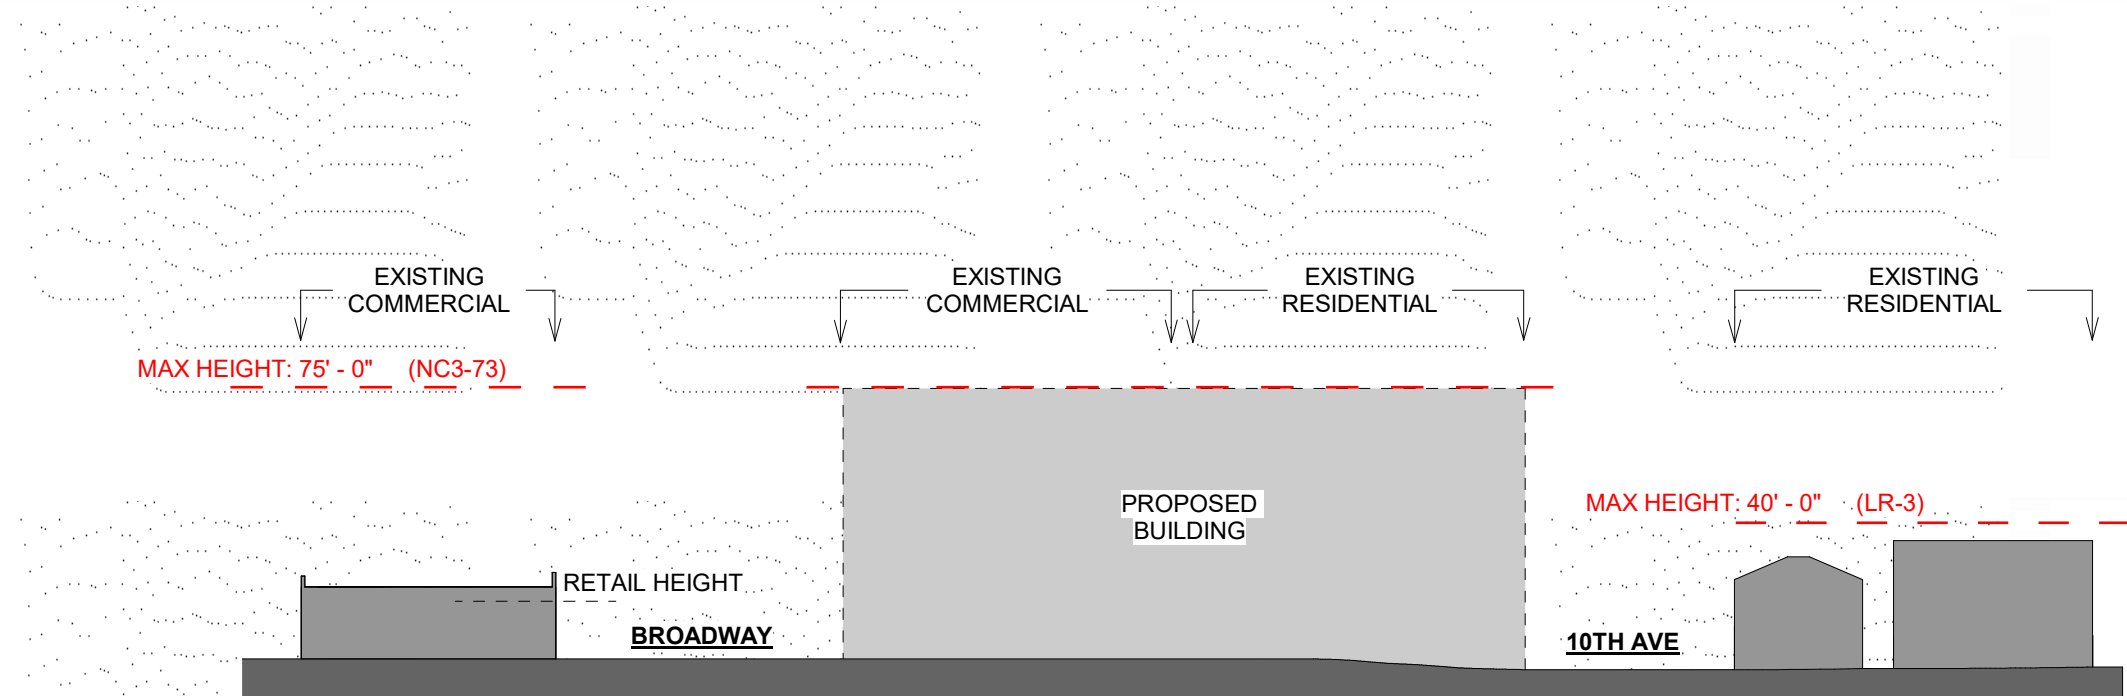 EXISTING
COMMERCIAL
EXISTING
COMMERCIAL
EXISTING
RESIDENTIAL
EXISTING
RESIDENTIAL
MAX HEIGHT: 75' - 0" (NC3-73)
PROPOSED
BUILDING
MAX HEIGHT: 40' - 0" (LR-3)
RETAIL HEIGHT
BROADWAY
10TH AVE